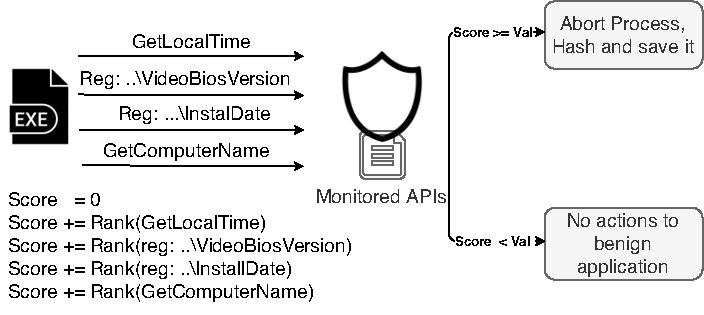 GetLocalTime
Reg: ..\VideoBiosVersion
Reg: ...\InstalDate
GetComputerName
EXE
Monitored APIs
Score = 0
Score += Rank(GetLocalTime)
Score += Rank(reg: ..\VideoBiosVersion)
Score += Rank(reg: ..\InstallDate)
Score += Rank(GetComputerName)
Score >= Val
Abort Process,
Hash and save it
Score < Val
No actions to
benign
application